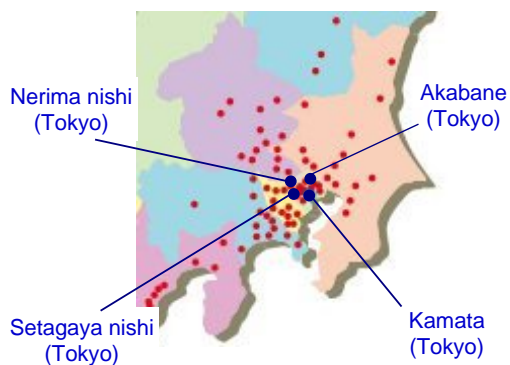 Nerima nishi
(Tokyo)
Akabane
(Tokyo)
Setagaya nishi
(Tokyo)
Kamata
(Tokyo)